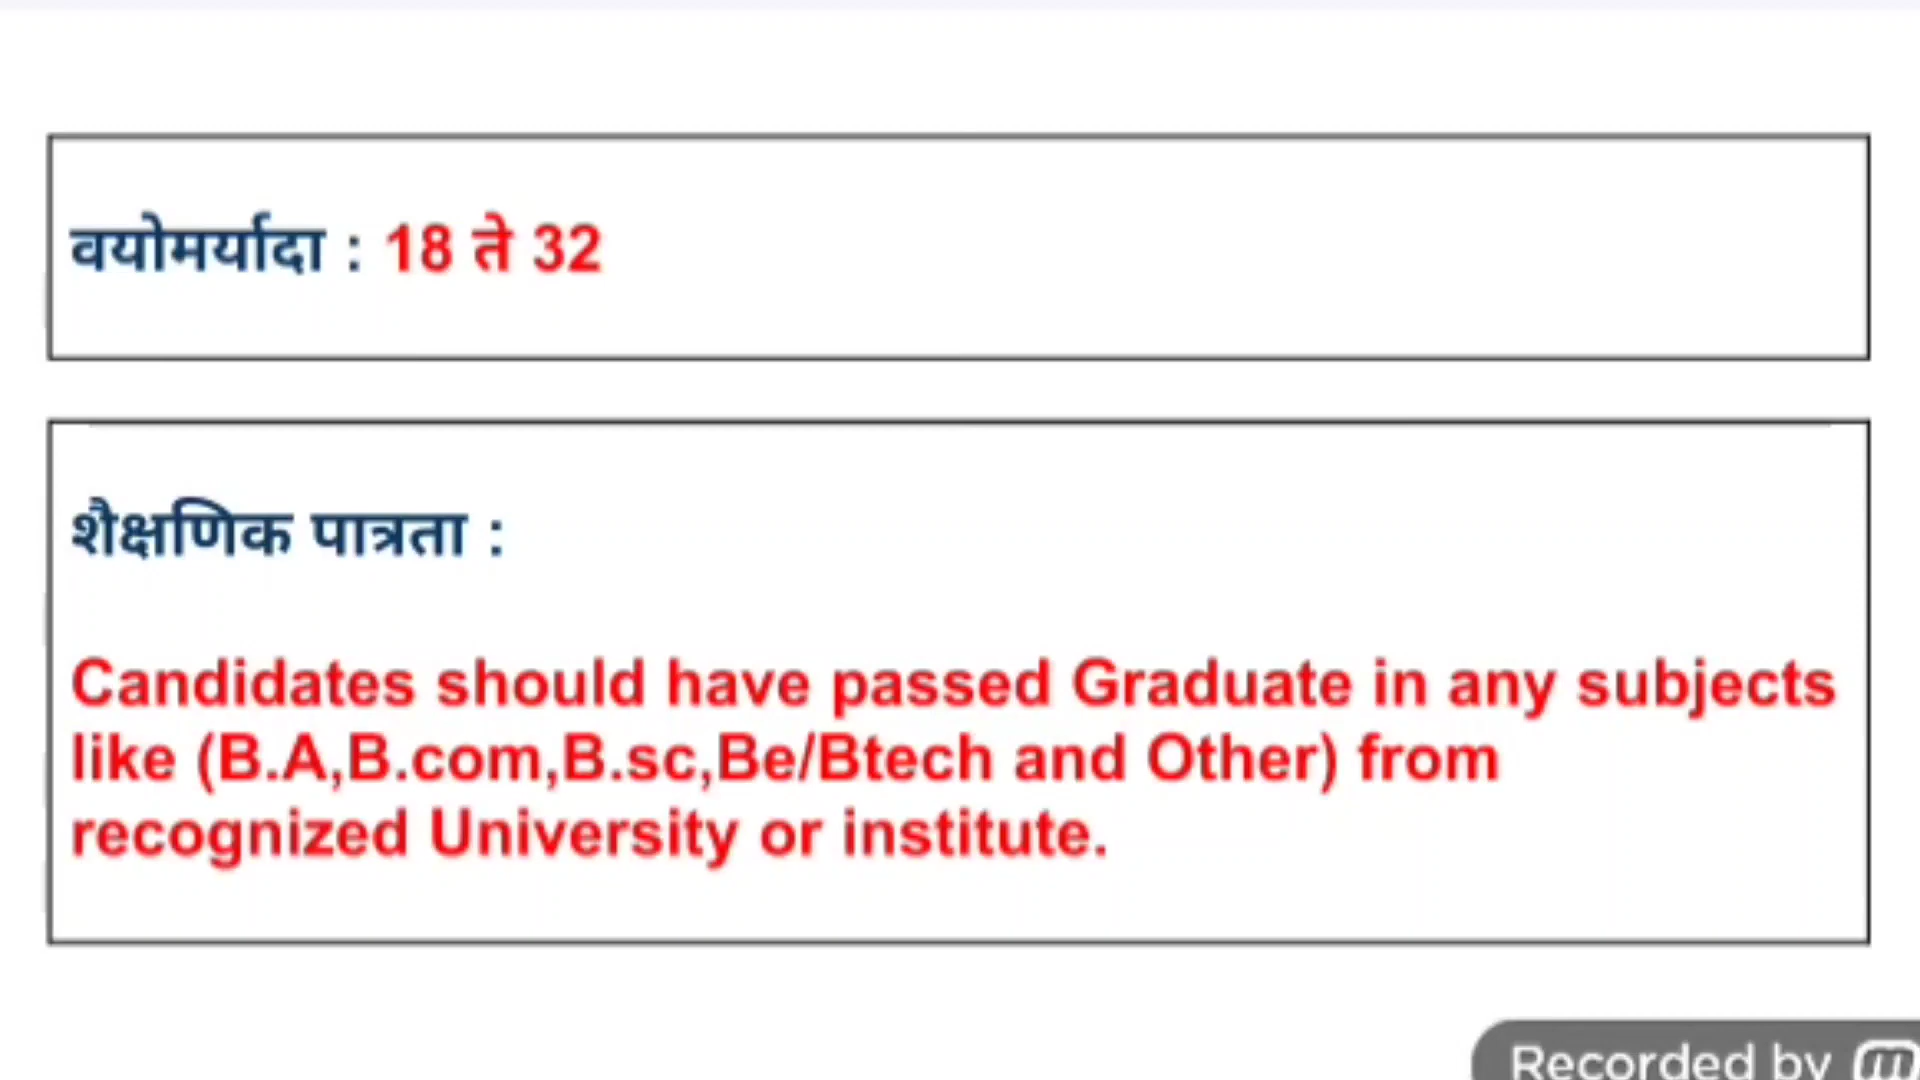 वयोमर्यादा : 18 ते 32
शैक्षणिक पात्रता :
Candidates should have passed Graduate in any subjects
like (B.A,B.com,B.sc,Be/Btech and Other) from
recognized University or institute.
Recorded by